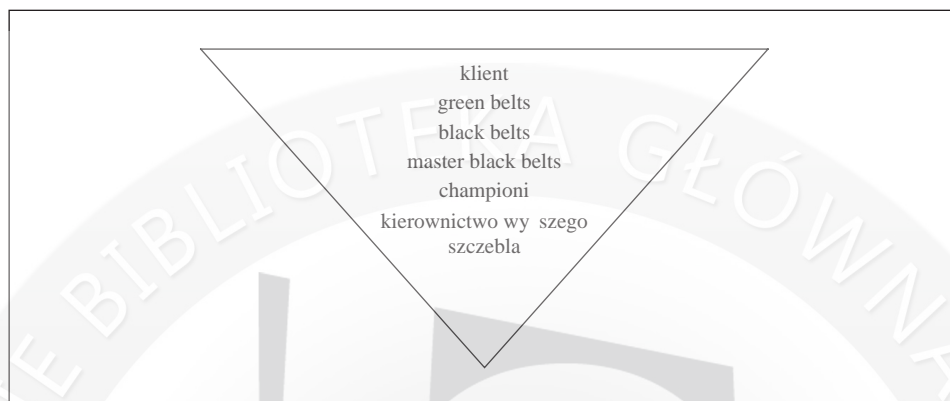 klient
green belts
black belts
master black belts
championi
kierownictwo wy szego
szczebla
E BIBLIOTEKA GŁÓWNA